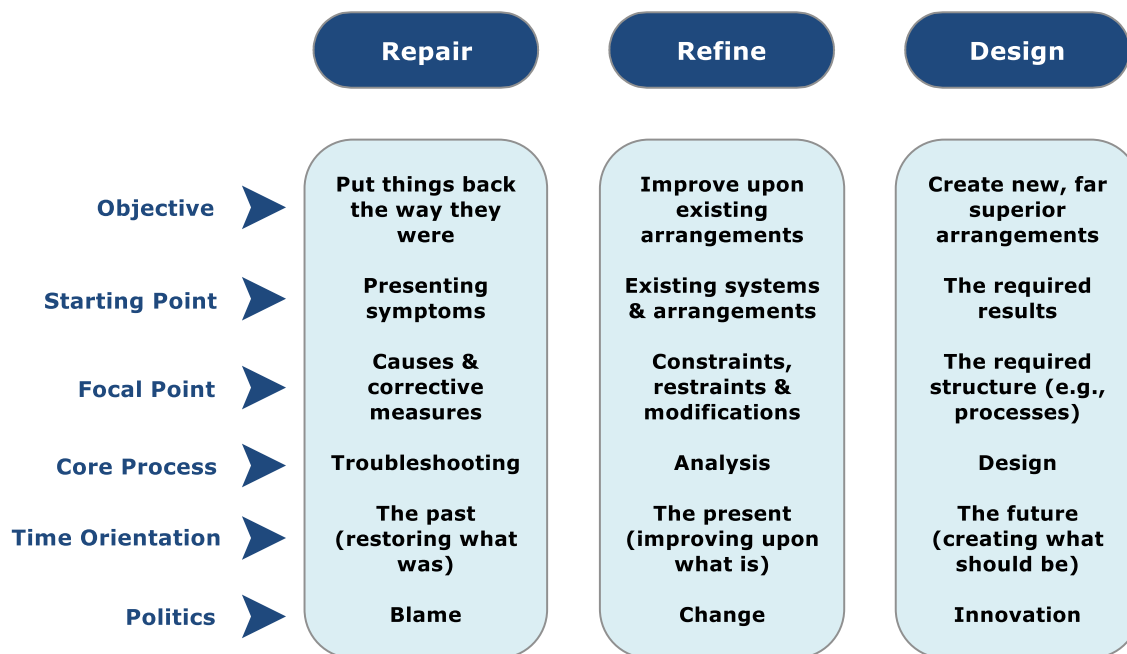 Repair
Refine
Design
Objective
Put things back
the way they
were
Improve upon
existing
arrangements
Create new, far
superior
arrangements
Starting Point
Presenting
symptoms
Existing systems
& arrangements
The required
results
Focal Point
Causes &
corrective
measures
Constraints,
restraints &
modifications
The required
structure (e.g.,
processes)
Core Process
Troubleshooting
Analysis
Design
Time Orientation
The past
(restoring what
was)
The present
(improving upon
what is)
The future
(creating what
should be)
Politics
Blame
Change
Innovation